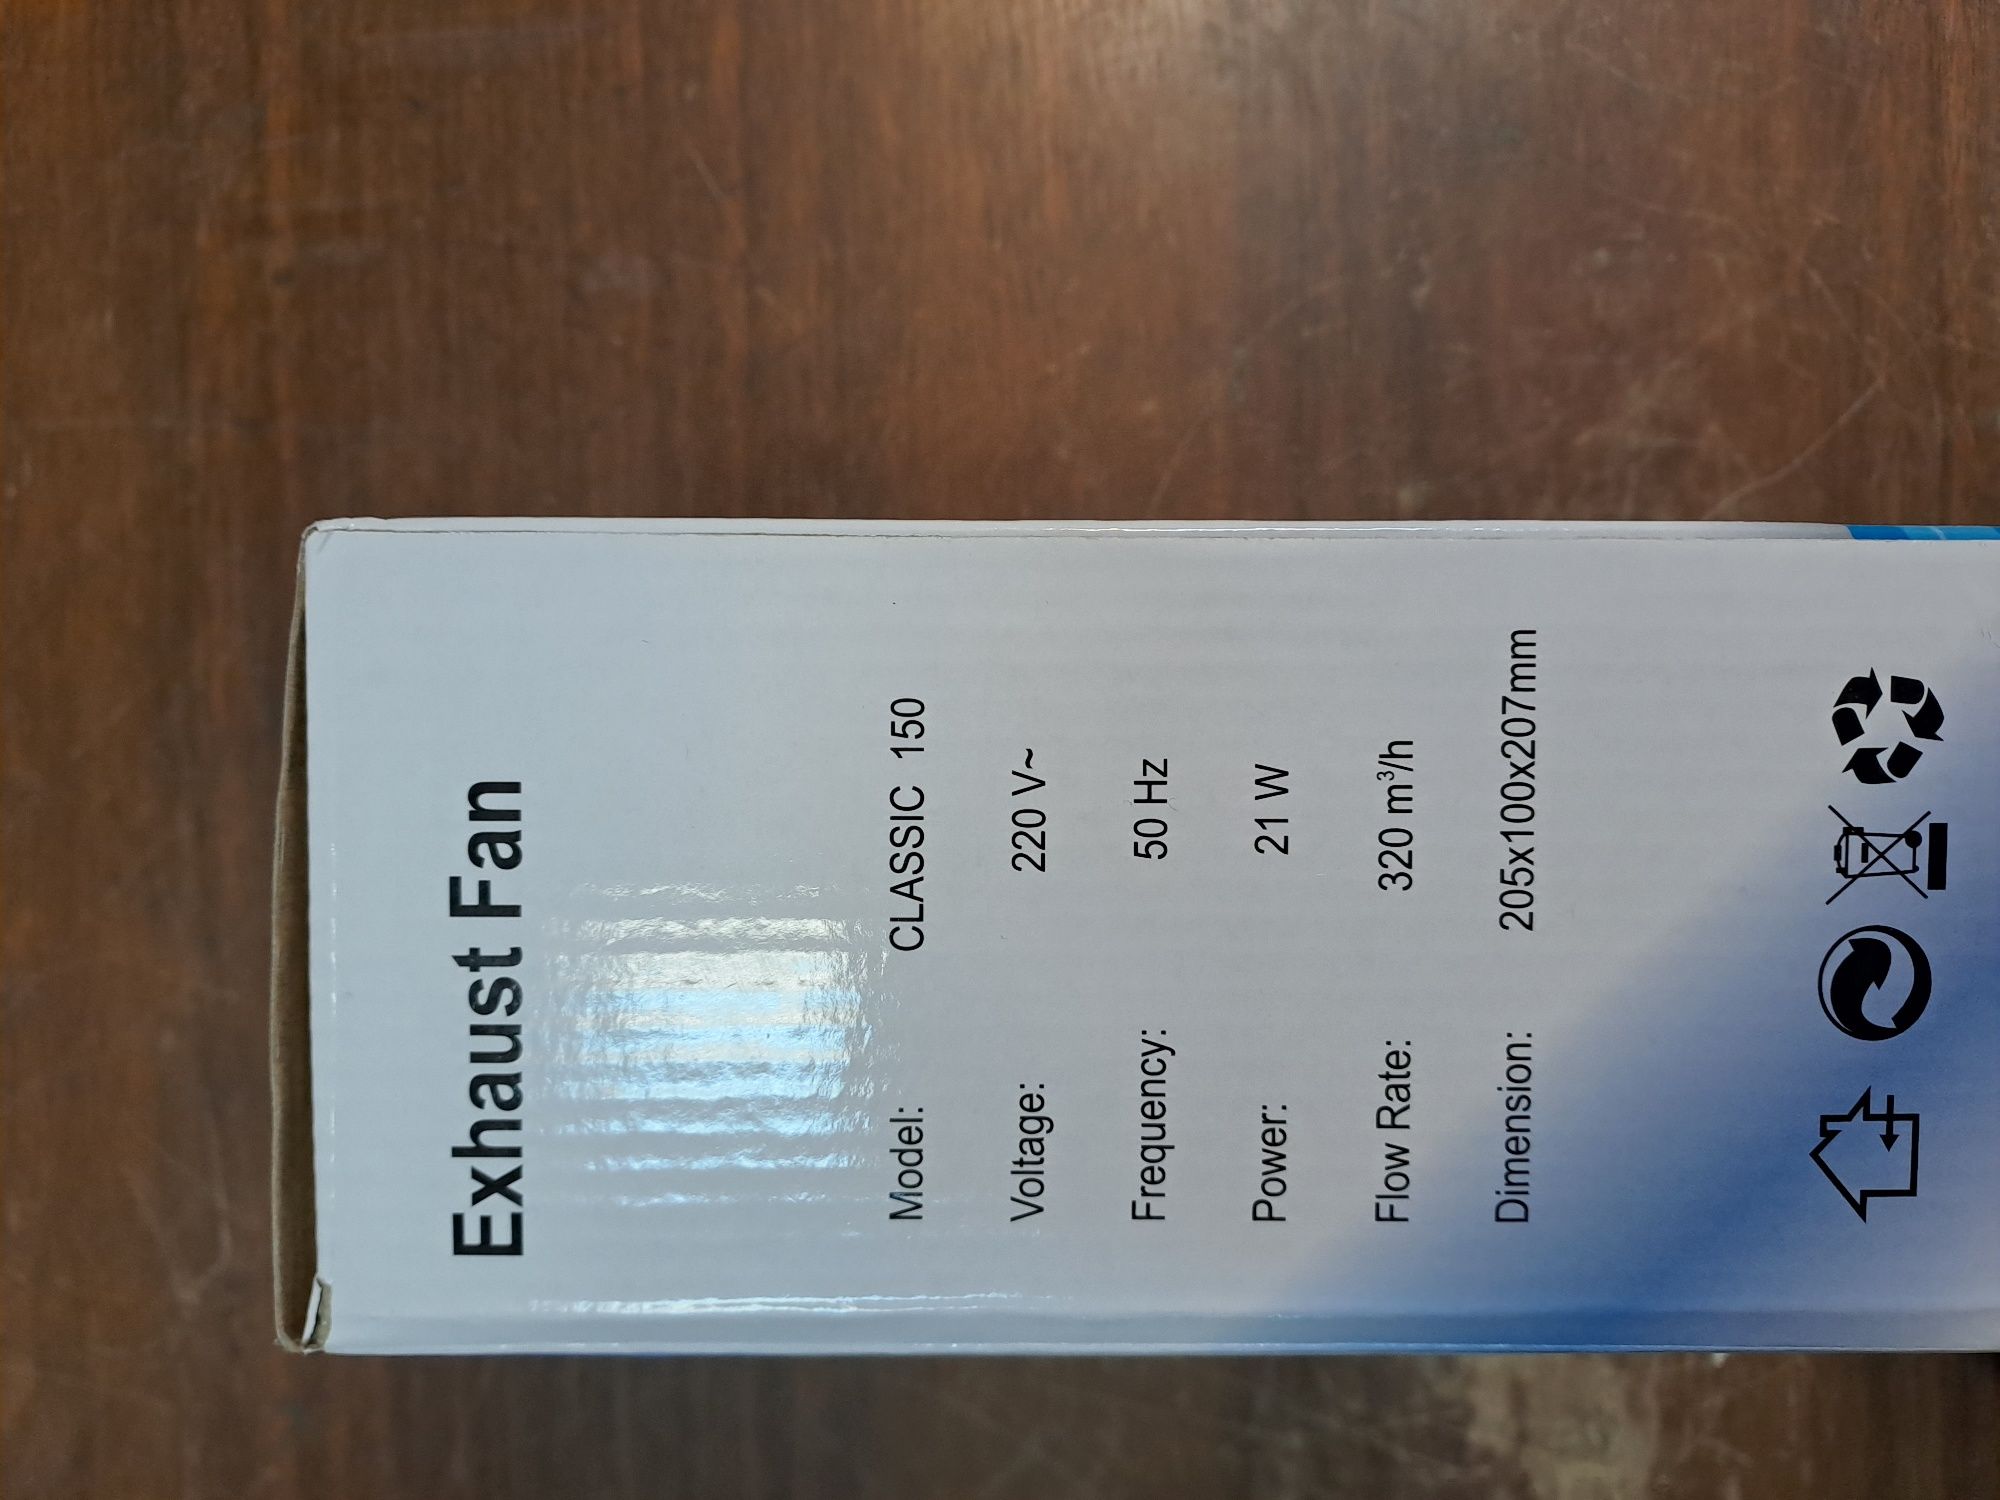 Exhaust Fan
Model: CLASSIC 150
Voltage: 220 V~
Frequency: 50 Hz
Power: 21 W
Flow Rate: 320 m³/h
Dimension: 205x100x207mm